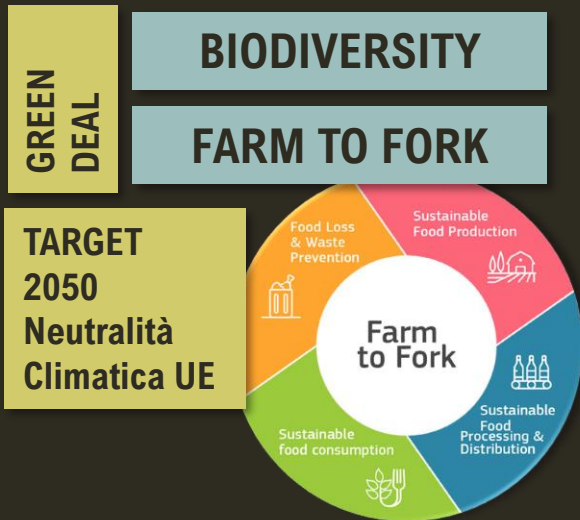 GREEN
DEAL
BIODIVERSITY
FARM TO FORK
TARGET
2050
Neutralità
Climatica UE
Food Loss
& Waste
Prevention
Sustainable
Food Production
Farm
to Fork
Sustainable
Food
Processing &
Distribution
Sustainable
food consumption